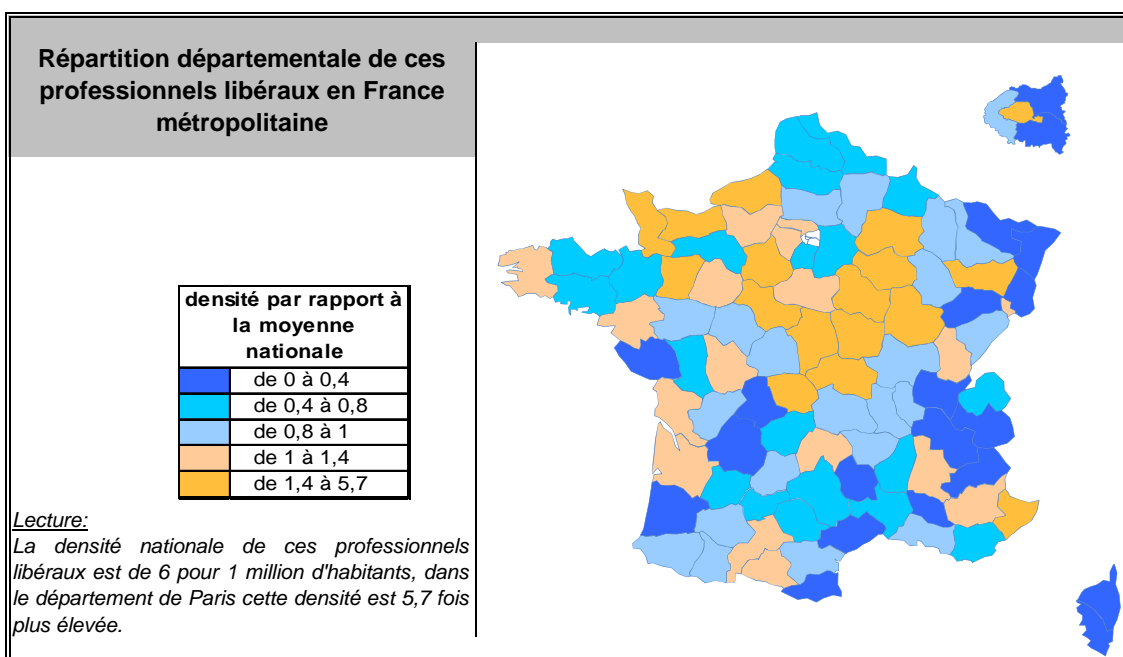 Répartition départementale de ces
professionnels libéraux en France
métropolitaine
densité par rapport à
la moyenne
nationale
de 0 à 0,4
de 0,4 à 0,8
de 0,8 à 1
de 1 à 1,4
de 1,4 à 5,7
Lecture:
La densité nationale de ces professionnels
libéraux est de 6 pour 1 million d'habitants, dans
le département de Paris cette densité est 5,7 fois
plus élevée.